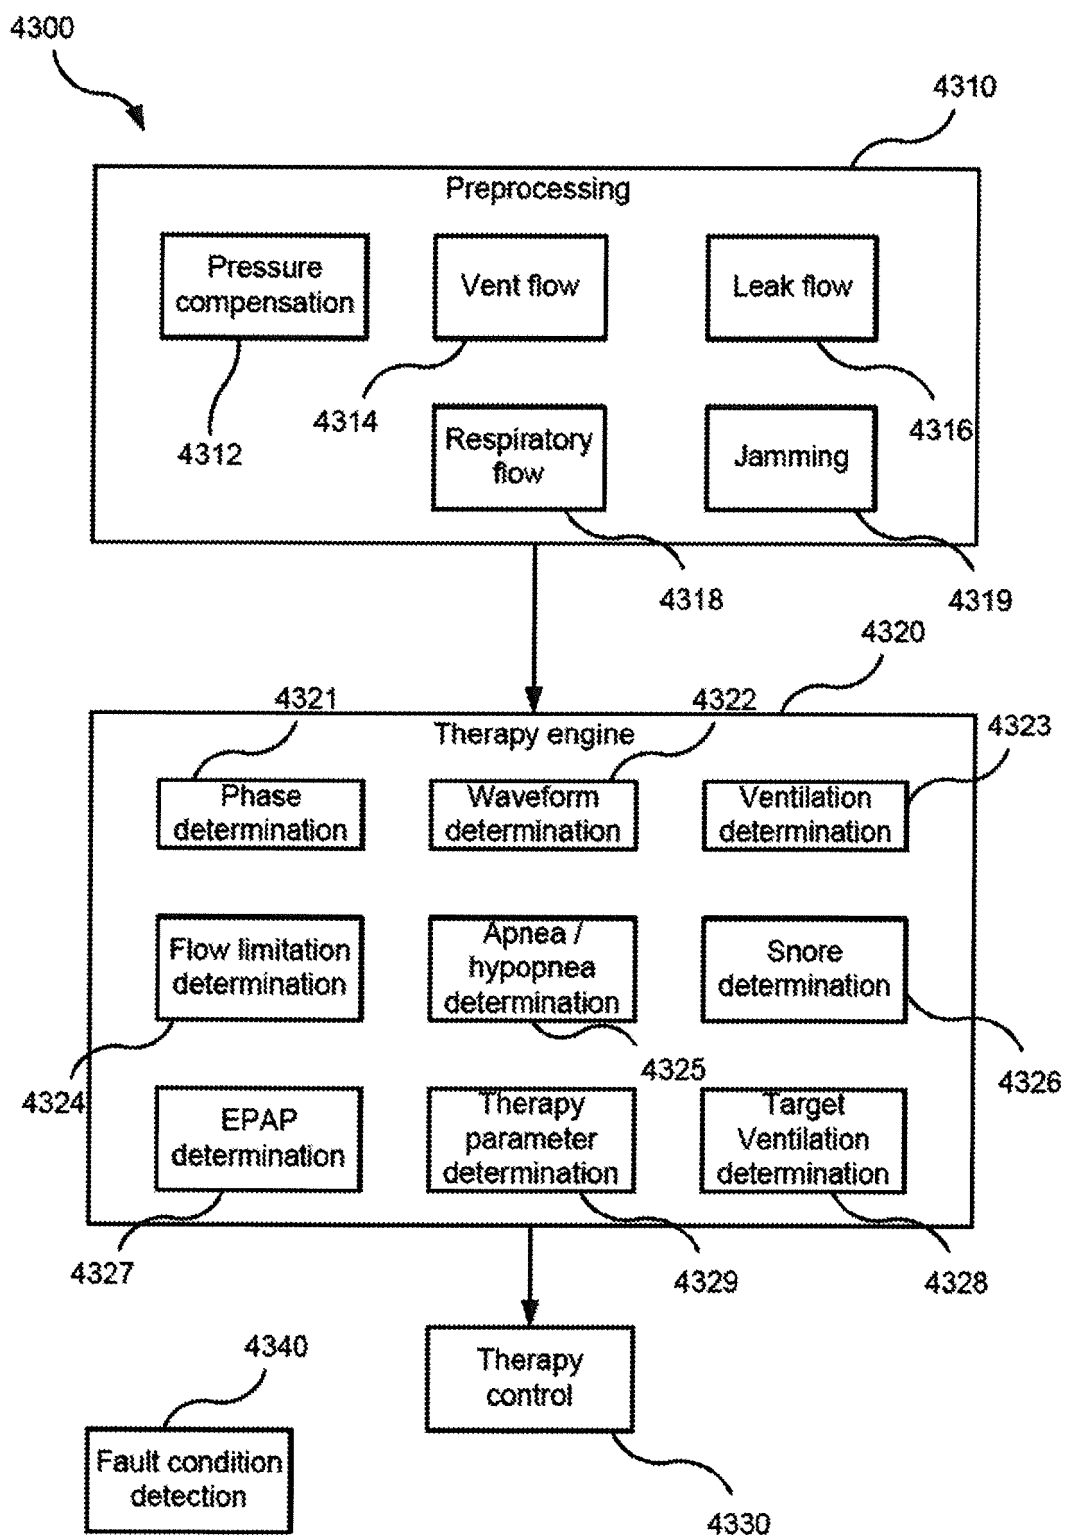 4300
4310
Preprocessing
Pressure
compensation
Vent flow
Leak flow
4312
4314
4316
Respiratory
flow
Jamming
4318
4319
4320
4321
4322
4323
Therapy engine
Phase
determination
Waveform
determination
Ventilation
determination
Flow limitation
determination
Apnea /
hypopnea
determination
Snore
determination
4324
4325
4326
EPAP
determination
Therapy
parameter
determination
Target
Ventilation
determination
4327
4329
4328
Therapy
control
4340
Fault condition
detection
4330